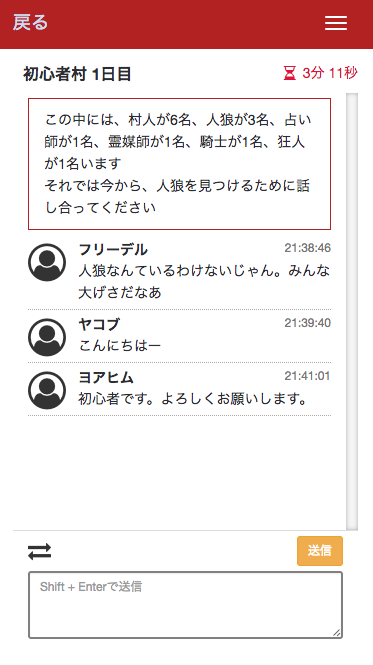 戻る
初心者村 1日目
3分 11秒
この中には、村人が6名、人狼が3名、占い
師が1名、霊媒師が1名、騎士が1名、狂人
が1名います
それでは今から、人狼を見つけるために話
し合ってください
フリーデル 21:38:46
人狼なんているわけないじゃん。みんな
大げさだなあ
ヤコブ 21:39:40
こんにちはー
ヨアヒム 21:41:01
初心者です。よろしくお願いします。
送信
Shift + Enterで送信